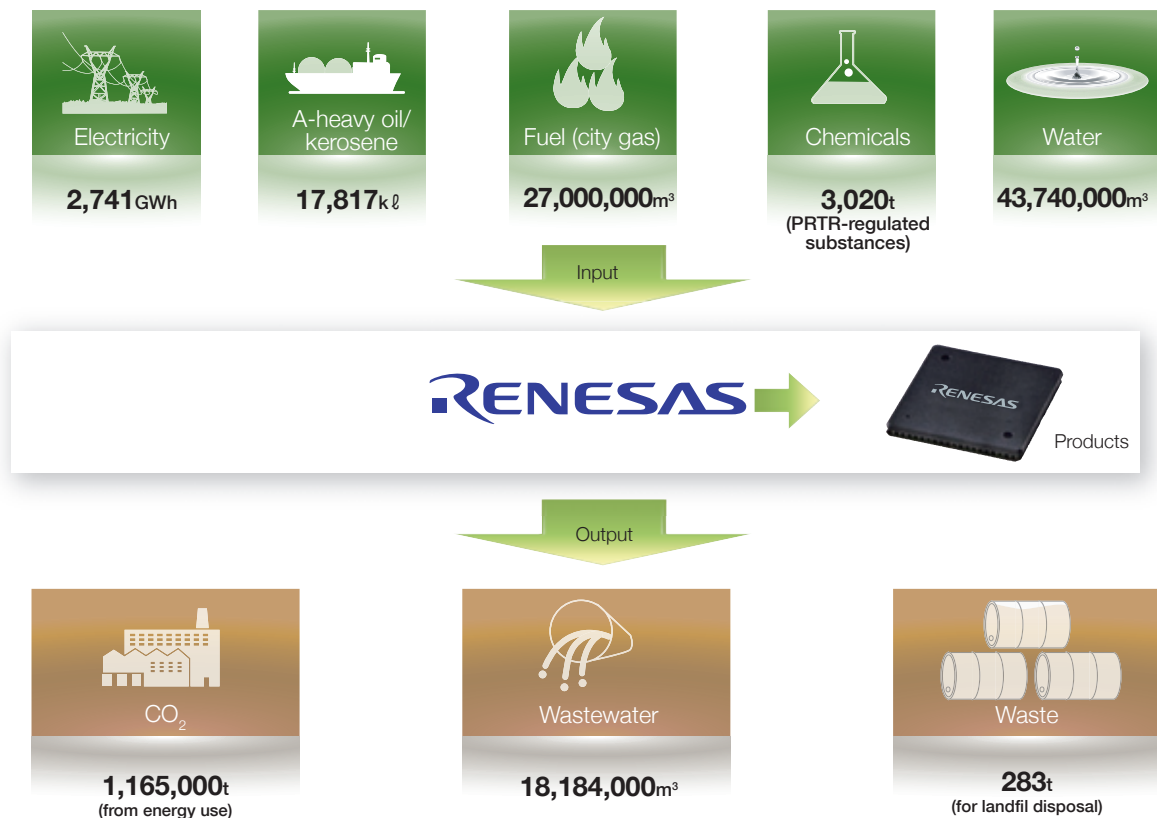 Electricity
A-heavy oil/
kerosene
Fuel (city gas)
Chemicals
Water
2,741GWh
17,817kℓ
27,000,000m³
3,020t
(PRTR-regulated
substances)
43,740,000m³
Input
RENESAS
RENESAS
Products
Output
CO₂
Wastewater
Waste
1,165,000t
(from energy use)
18,184,000m³
283t
(for landfil disposal)